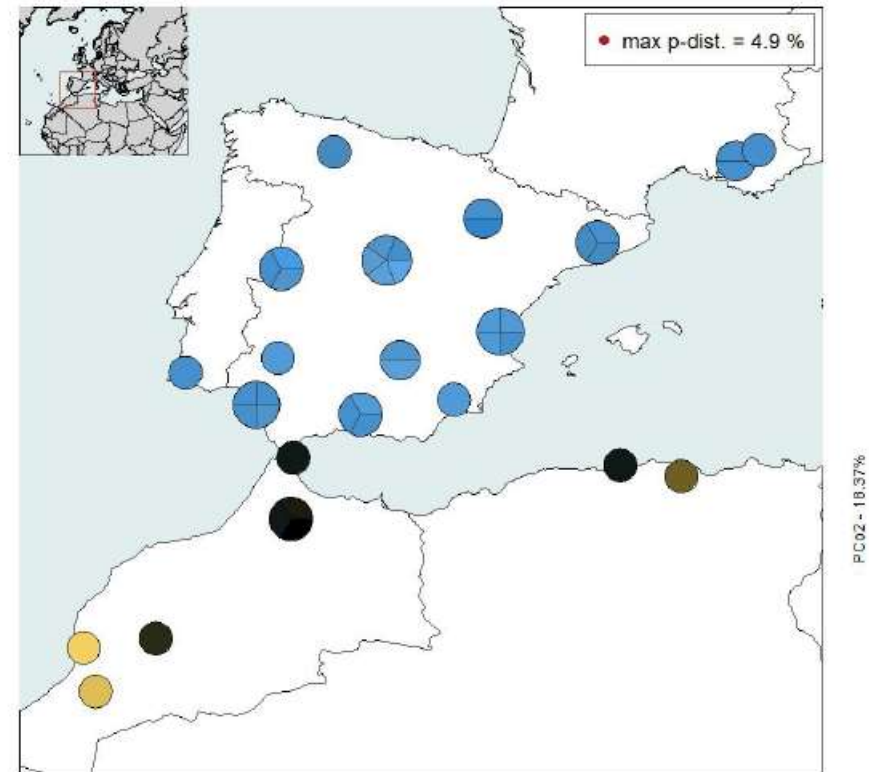 max p-dist. = 4.9 %
PC02 - 18.37%